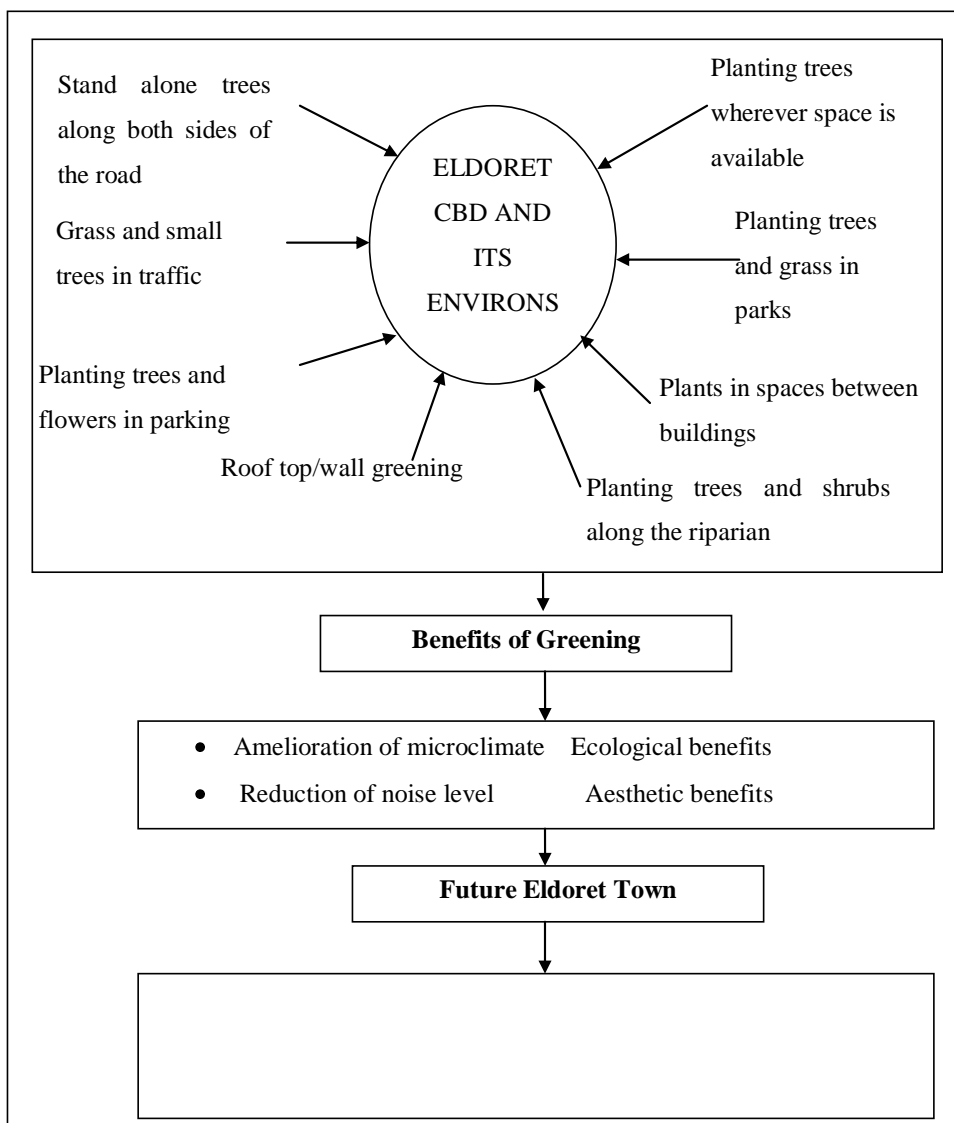 Stand alone trees
along both sides of
the road
Planting trees
wherever space is
available
ELDORET
CBD AND
ITS
ENVIRONS
Grass and small
trees in traffic
Planting trees
and grass in
parks
Planting trees and
flowers in parking
Plants in spaces between
buildings
Roof top/wall greening
Planting trees and shrubs
along the riparian
Benefits of Greening
• Amelioration of microclimate Ecological benefits
• Reduction of noise level Aesthetic benefits
Future Eldoret Town